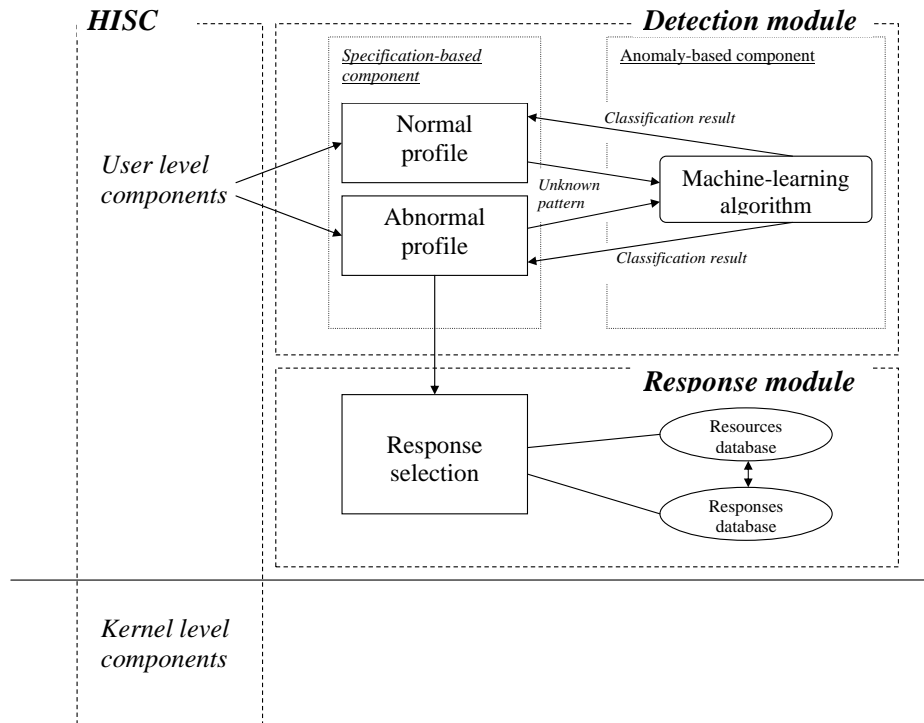 HISC
Detection module
Specification-based
component
Anomaly-based component
Normal
profile
Classification result
User level
components
Unknown
pattern
Machine-learning
algorithm
Abnormal
profile
Classification result
Response module
Response
selection
Resources
database
Responses
database
Kernel level
components